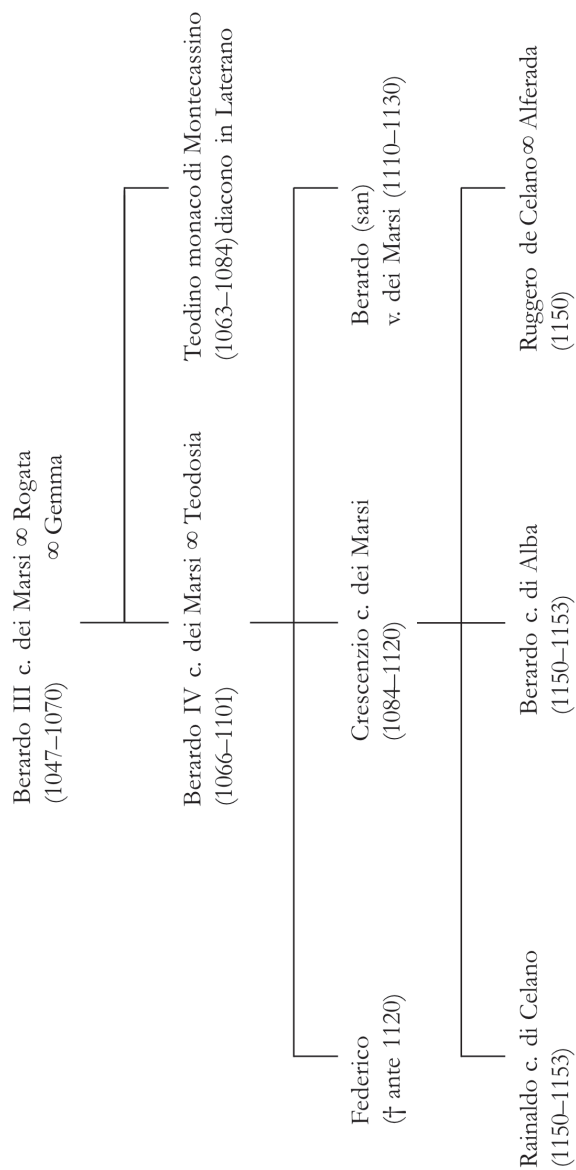 Berardo III c. dei Marsi ∞ Rogata
(1047–1070) ∞ Gemma
Berardo IV c. dei Marsi ∞ Teodosia
(1066–1101)
Teodino monaco di Montecassino
(1063–1084) diacono in Laterano
Federico
(† ante 1120)
Crescenzio c. dei Marsi
(1084–1120)
Berardo (san)
v. dei Marsi (1110–1130)
Rainaldo c. di Celano
(1150–1153)
Berardo c. di Alba
(1150–1153)
Ruggero de Celano ∞ Alferada
(1150)